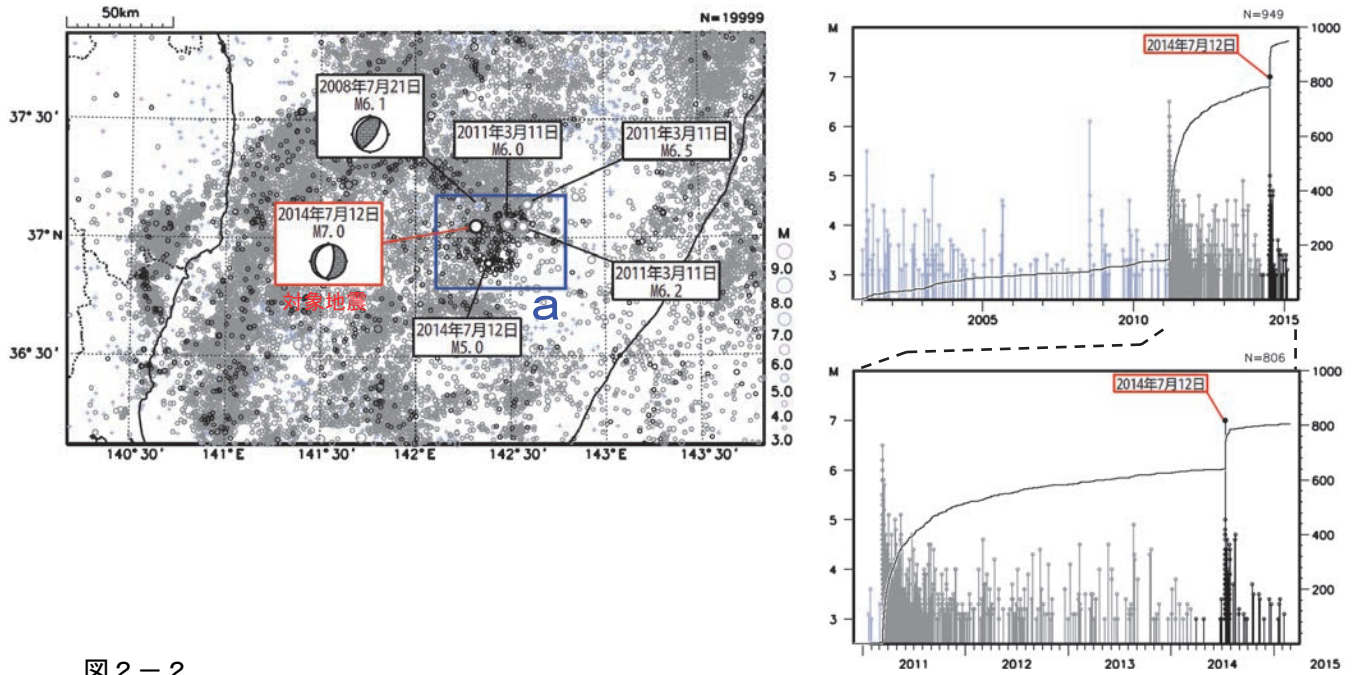 50km
N=19999
37°30'
37°N
36°30'
140°30'
141°E
141°30'
142°E
142°30'
143°E
143°30'
2008年7月21日
M6.1
2011年3月11日
M6.0
2011年3月11日
M6.5
2014年7月12日
M7.0
対象地震
2011年3月11日
M6.2
a
2014年7月12日
M5.0
M
9.0
8.0
7.0
6.0
5.0
4.0
3.0
N=949
M
7
6
5
4
3
2014年7月12日
1000
800
600
400
200
2005
2010
2015
N=806
M
7
6
5
4
3
2014年7月12日
1000
800
600
400
200
2011
2012
2013
2014
2015
図2-2